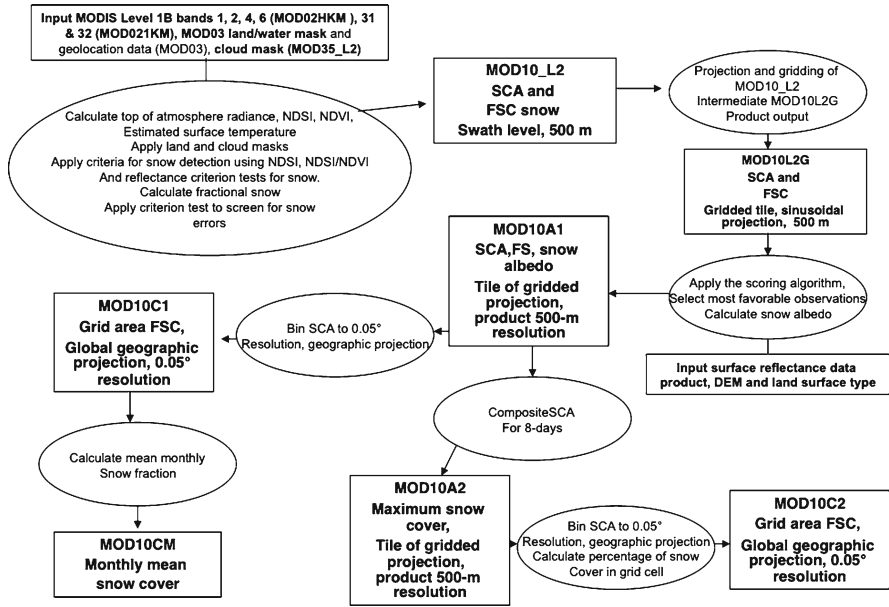 Input MODIS Level 1B bands 1, 2, 4, 6 (MOD02HKM ), 31
& 32 (MOD021KM), MOD03 land/water mask and
geolocation data (MOD03), cloud mask (MOD35_L2)
Calculate top of atmosphere radiance, NDSI, NDVI,
Estimated surface temperature
Apply land and cloud masks
Apply criteria for snow detection using NDSI, NDSI/NDVI
And reflectance criterion tests for snow.
Calculate fractional snow
Apply criterion test to screen for snow
errors
MOD10_L2
SCA and
FSC snow
Swath level, 500 m
Projection and gridding of
MOD10_L2
Intermediate MOD10L2G
Product output
MOD10L2G
SCA and
FSC
Gridded tile, sinusoidal
projection, 500 m
Apply the scoring algorithm,
Select most favorable observations
Calculate snow albedo
Input surface reflectance data
product, DEM and land surface type
MOD10A1
SCA,FS, snow
albedo
Tile of gridded
projection,
product 500-m
resolution
Bin SCA to 0.05°
Resolution, geographic projection
MOD10C1
Grid area FSC,
Global geographic
projection, 0.05°
resolution
Calculate mean monthly
Snow fraction
MOD10CM
Monthly mean
snow cover
CompositeSCA
For 8-days
MOD10A2
Maximum snow
cover,
Tile of gridded
projection,
product 500-m
resolution
Bin SCA to 0.05°
Resolution, geographic projection
Calculate percentage of snow
Cover in grid cell
MOD10C2
Grid area FSC,
Global geographic
projection, 0.05°
resolution